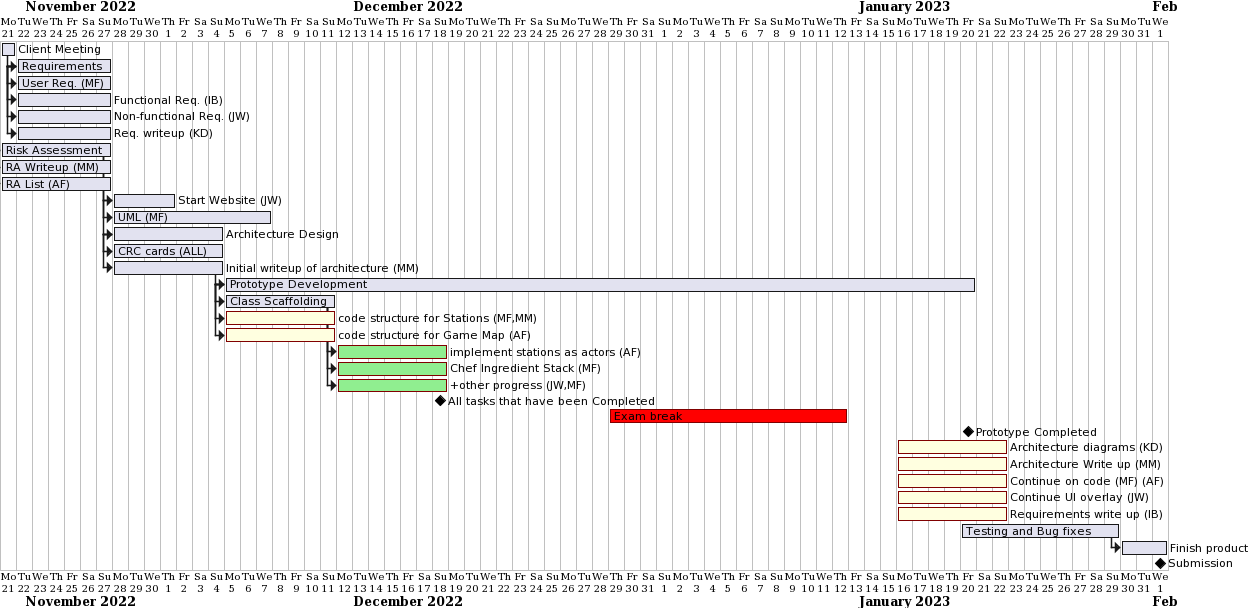 November 2022 December 2022 January 2023 Feb
Mo Tu We Th Fr Sa Su Mo Tu We Th Fr Sa Su Mo Tu We Th Fr Sa Su Mo Tu We Th Fr Sa Su Mo Tu We Th Fr Sa Su Mo Tu We Th Fr Sa Su Mo Tu We Th Fr Sa Su Mo Tu We Th Fr Sa Su Mo Tu We Th Fr Sa Su Mo Tu We Th Fr Sa Su Mo Tu We
21 22 23 24 25 26 27 28 29 30 1 2 3 4 5 6 7 8 9 10 11 12 13 14 15 16 17 18 19 20 21 22 23 24 25 26 27 28 29 30 31 1 2 3 4 5 6 7 8 9 10 11 12 13 14 15 16 17 18 19 20 21 22 23 24 25 26 27 28 29 30 31 1
Client Meeting
Requirements
User Req. (MF)
Functional Req. (IB)
Non-functional Req. (JW)
Req. writeup (KD)
Risk Assessment
RA Writeup (MM)
RA List (AF)
Start Website (JW)
UML (MF)
Architecture Design
CRC cards (ALL)
Initial writeup of architecture (MM)
Prototype Development
Class Scaffolding
code structure for Stations (MF,MM)
code structure for Game Map (AF)
implement stations as actors (AF)
Chef Ingredient Stack (MF)
+other progress (JW,MF)
All tasks that have been Completed
Exam break
Prototype Completed
Architecture diagrams (KD)
Architecture Write up (MM)
Continue on code (MF) (AF)
Continue UI overlay (JW)
Requirements write up (IB)
Testing and Bug fixes
Finish product
Submission
Mo Tu We Th Fr Sa Su Mo Tu We Th Fr Sa Su Mo Tu We Th Fr Sa Su Mo Tu We Th Fr Sa Su Mo Tu We Th Fr Sa Su Mo Tu We Th Fr Sa Su Mo Tu We Th Fr Sa Su Mo Tu We Th Fr Sa Su Mo Tu We Th Fr Sa Su Mo Tu We Th Fr Sa Su Mo Tu We
21 22 23 24 25 26 27 28 29 30 1 2 3 4 5 6 7 8 9 10 11 12 13 14 15 16 17 18 19 20 21 22 23 24 25 26 27 28 29 30 31 1 2 3 4 5 6 7 8 9 10 11 12 13 14 15 16 17 18 19 20 21 22 23 24 25 26 27 28 29 30 31 1
November 2022 December 2022 January 2023 Feb